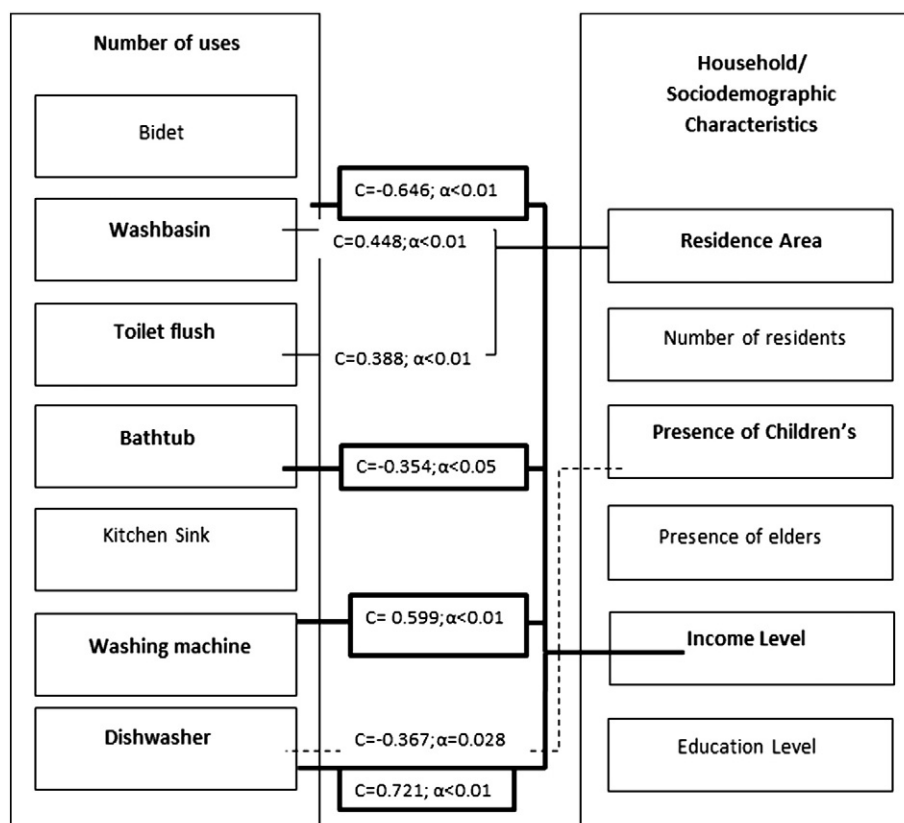 Number of uses
Bidet
Washbasin
Toilet flush
Bathtub
Kitchen Sink
Washing machine
Dishwasher
C=-0.646; α<0.01
C=0.448; α<0.01
C=0.388; α<0.01
C=-0.354; α<0.05
C= 0.599; α<0.01
C=-0.367; α=0.028
C=0.721; α<0.01
Household/
Sociodemographic
Characteristics
Residence Area
Number of residents
Presence of Children's
Presence of elders
Income Level
Education Level